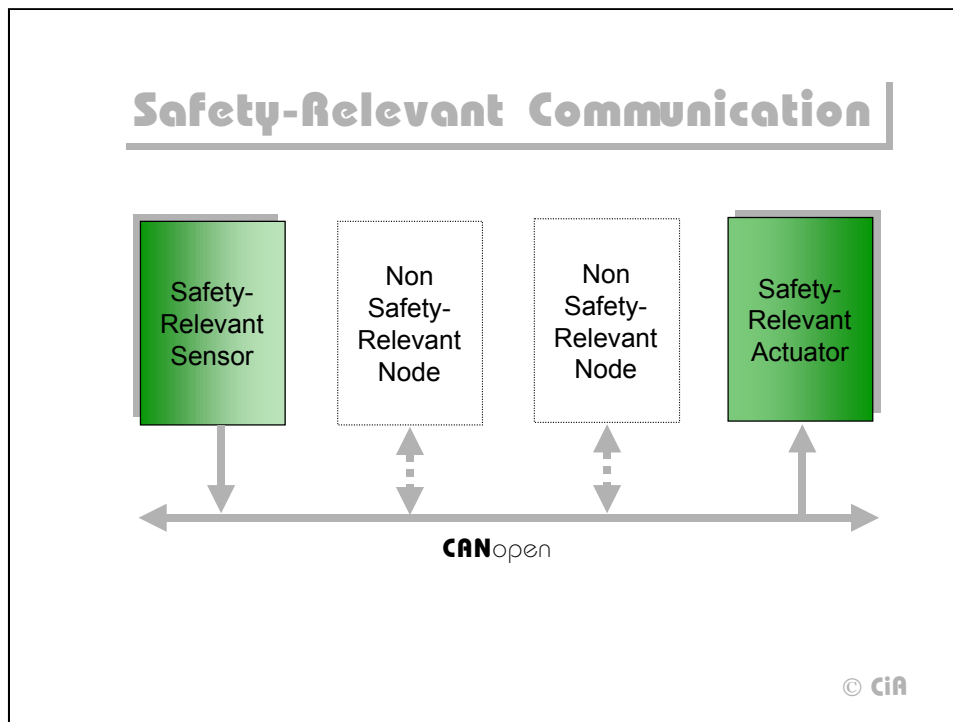 Safety-Relevant Communication
Safety-
Relevant
Sensor
Non
Safety-
Relevant
Node
Non
Safety-
Relevant
Node
Safety-
Relevant
Actuator
CANopen
© CiA